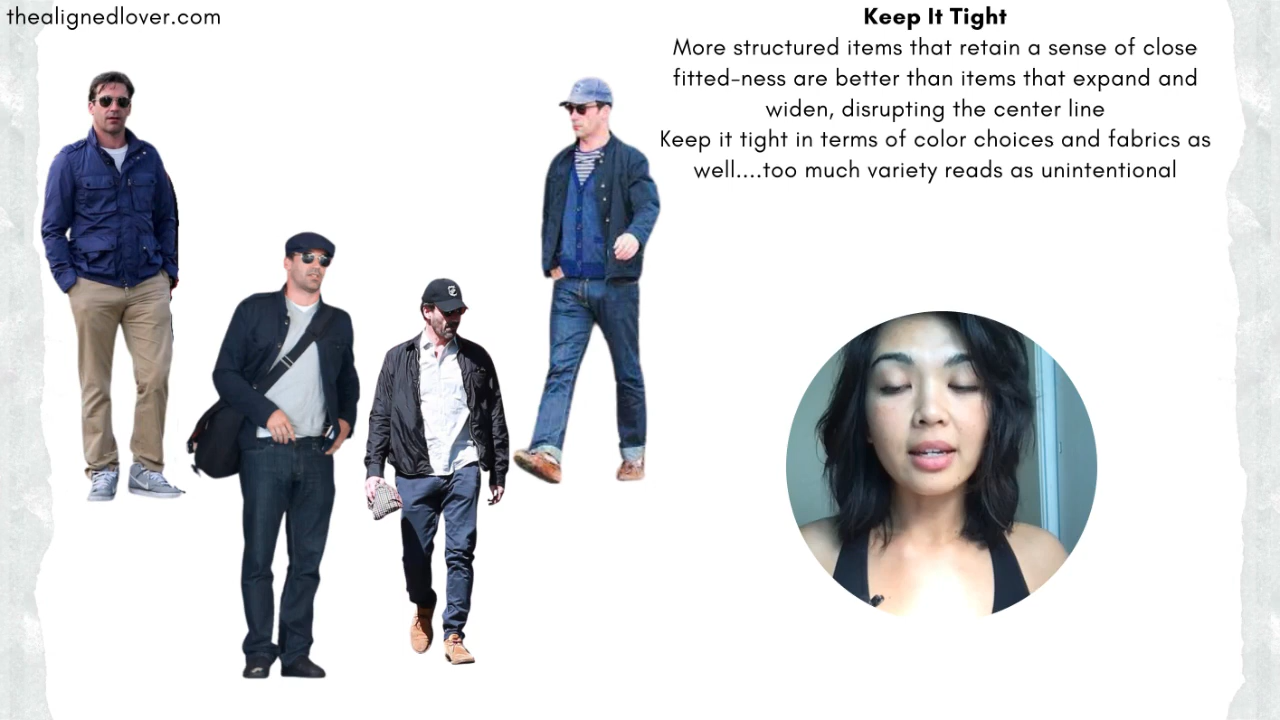 thealignedlover.com
Keep It Tight
More structured items that retain a sense of close
fitted-ness are better than items that expand and
widen, disrupting the center line
Keep it tight in terms of color choices and fabrics as
well....too much variety reads as unintentional